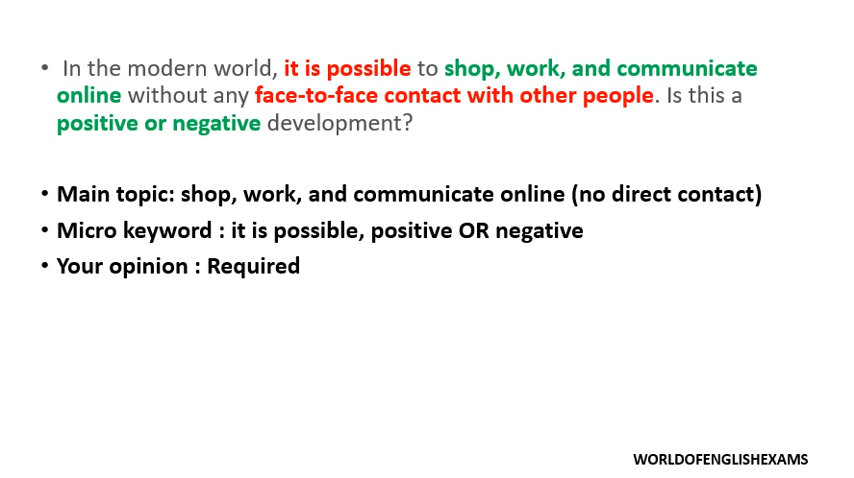 • In the modern world, it is possible to shop, work, and communicate
online without any face-to-face contact with other people. Is this a
positive or negative development?
• Main topic: shop, work, and communicate online (no direct contact)
• Micro keyword : it is possible, positive OR negative
• Your opinion : Required
WORLDOFENGLISHEXAMS